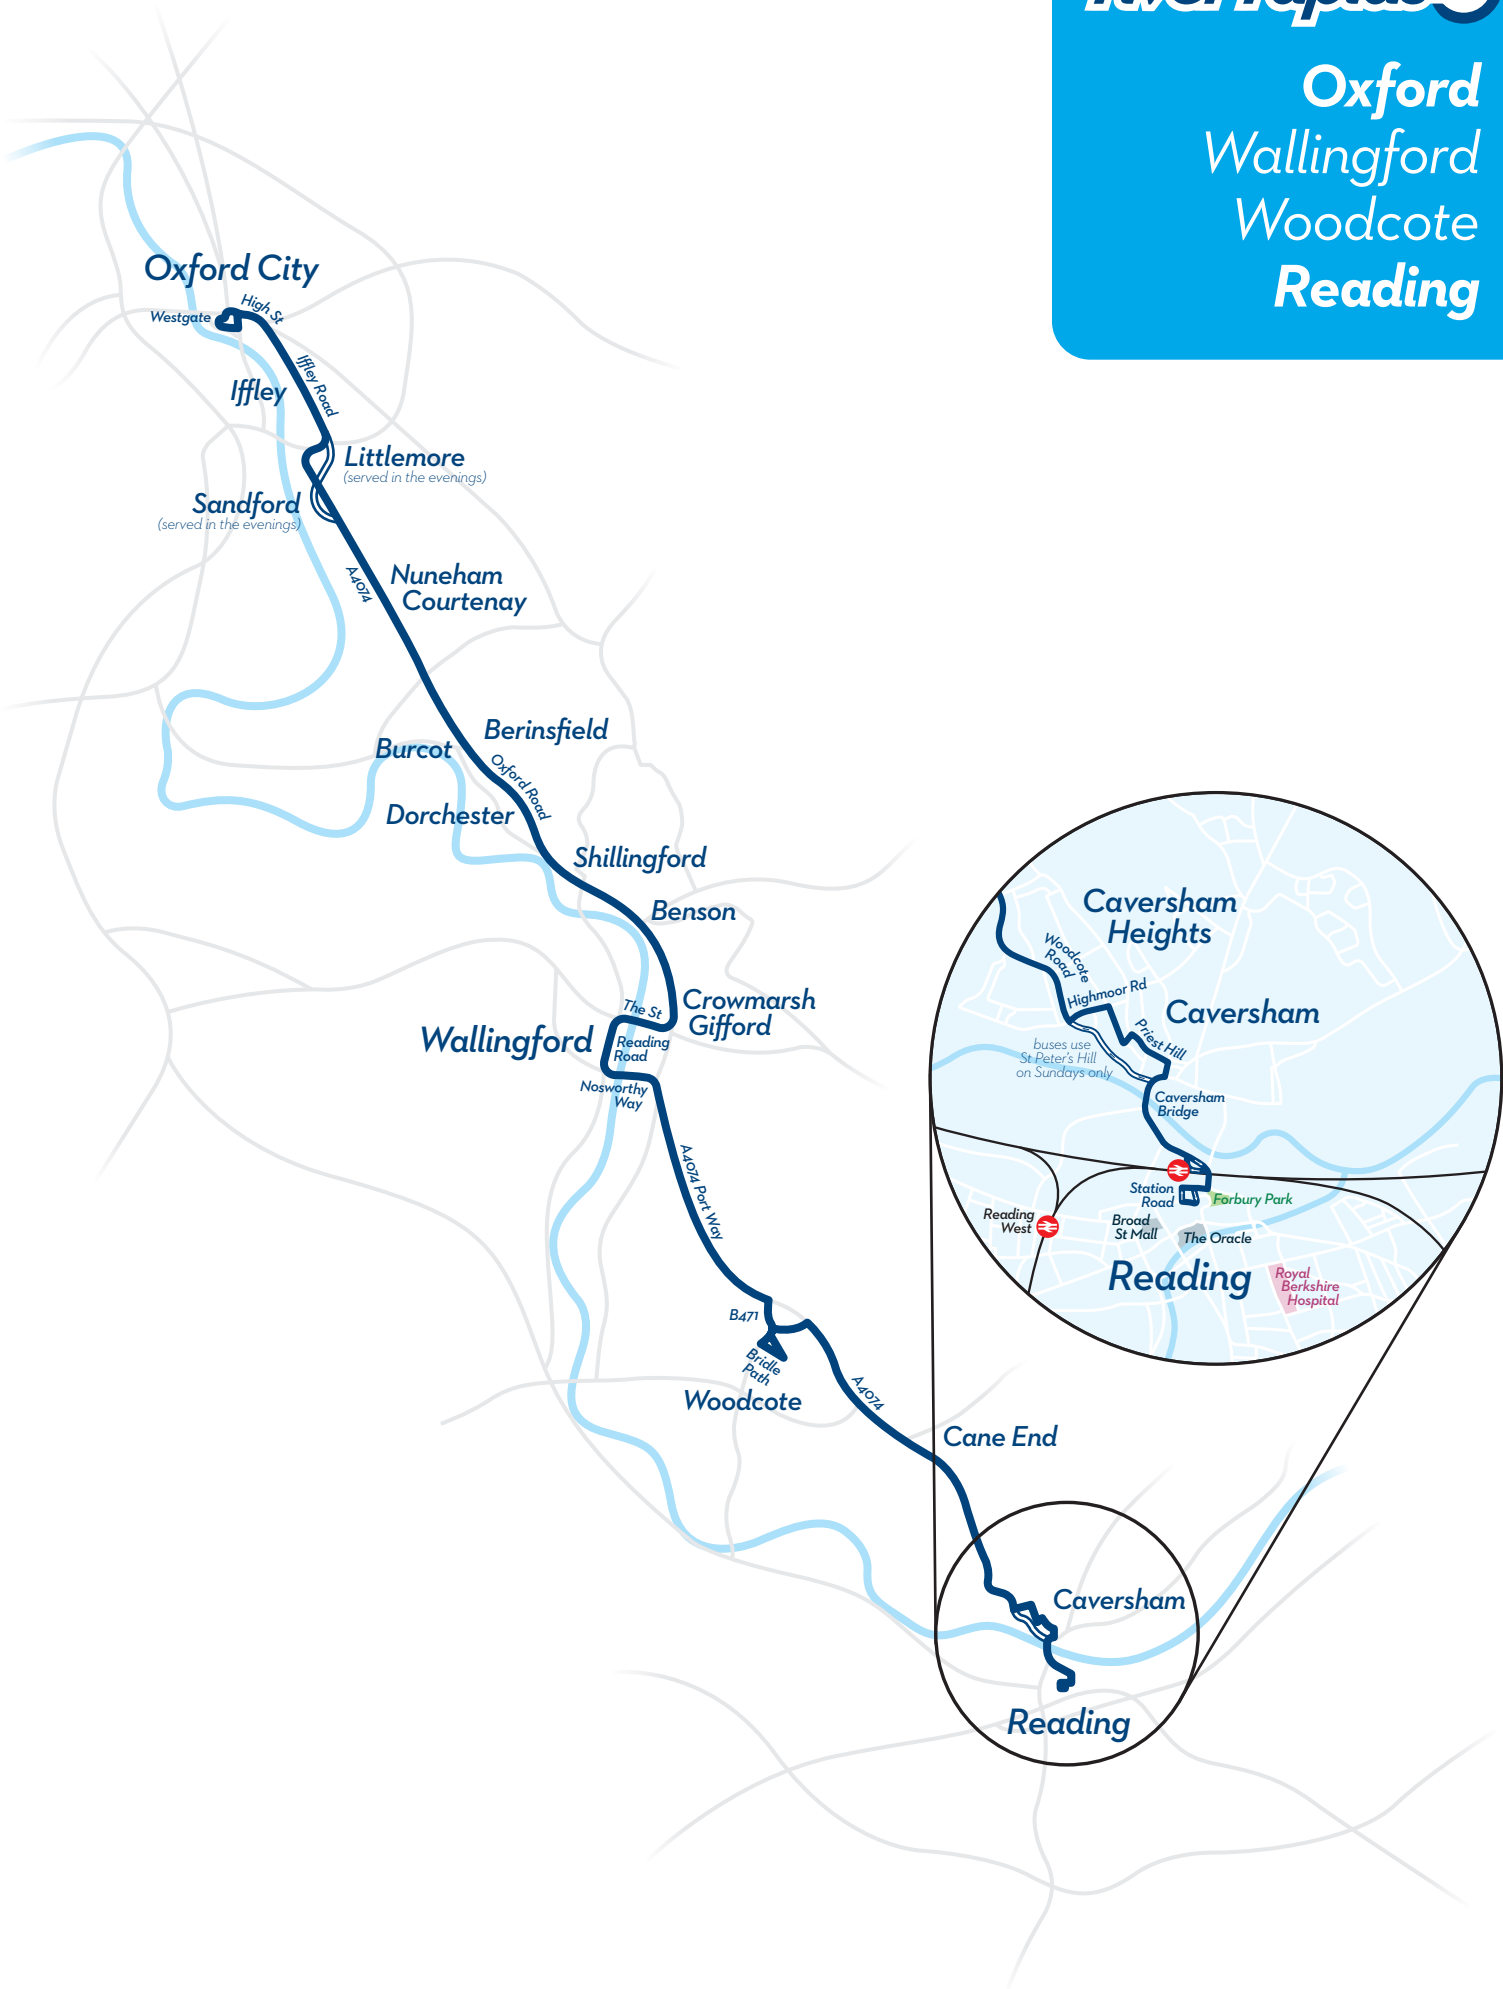 Oxford
Wallingford
Woodcote
Reading
Oxford City
Westgate
High St
Iffley Road
Iffley
Littlemore
(served in the evenings)
Sandford
(served in the evenings)
A4074
Nuneham
Courtenay
Berinsfield
Burcot
Oxford Road
Dorchester
Shillingford
Benson
Crowmarsh
Gifford
The St
Wallingford
Reading
Road
Nosworthy
Way
A4074 Port Way
B471
Bridle
Path
Woodcote
A4074
Cane End
Caversham
Reading
Caversham
Heights
Woodcote
Road
Highmoor Rd
Caversham
Priest Hill
buses use
St Peter's Hill
on Sundays only
Caversham
Bridge
Station
Road
Forbury Park
Reading
West
Broad
St Mall
The Oracle
Reading
Royal
Berkshire
Hospital